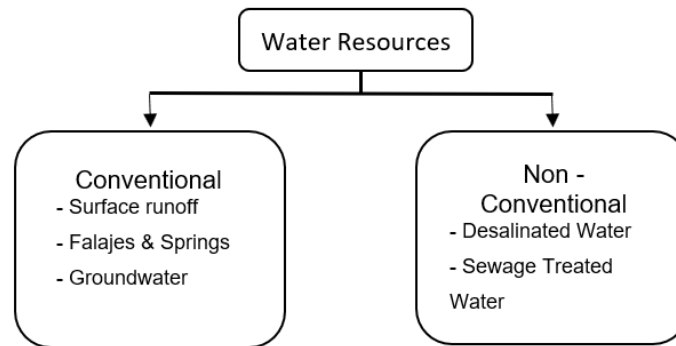 Water Resources
Conventional
- Surface runoff
- Falajes & Springs
- Groundwater
Non -
Conventional
- Desalinated Water
- Sewage Treated
Water